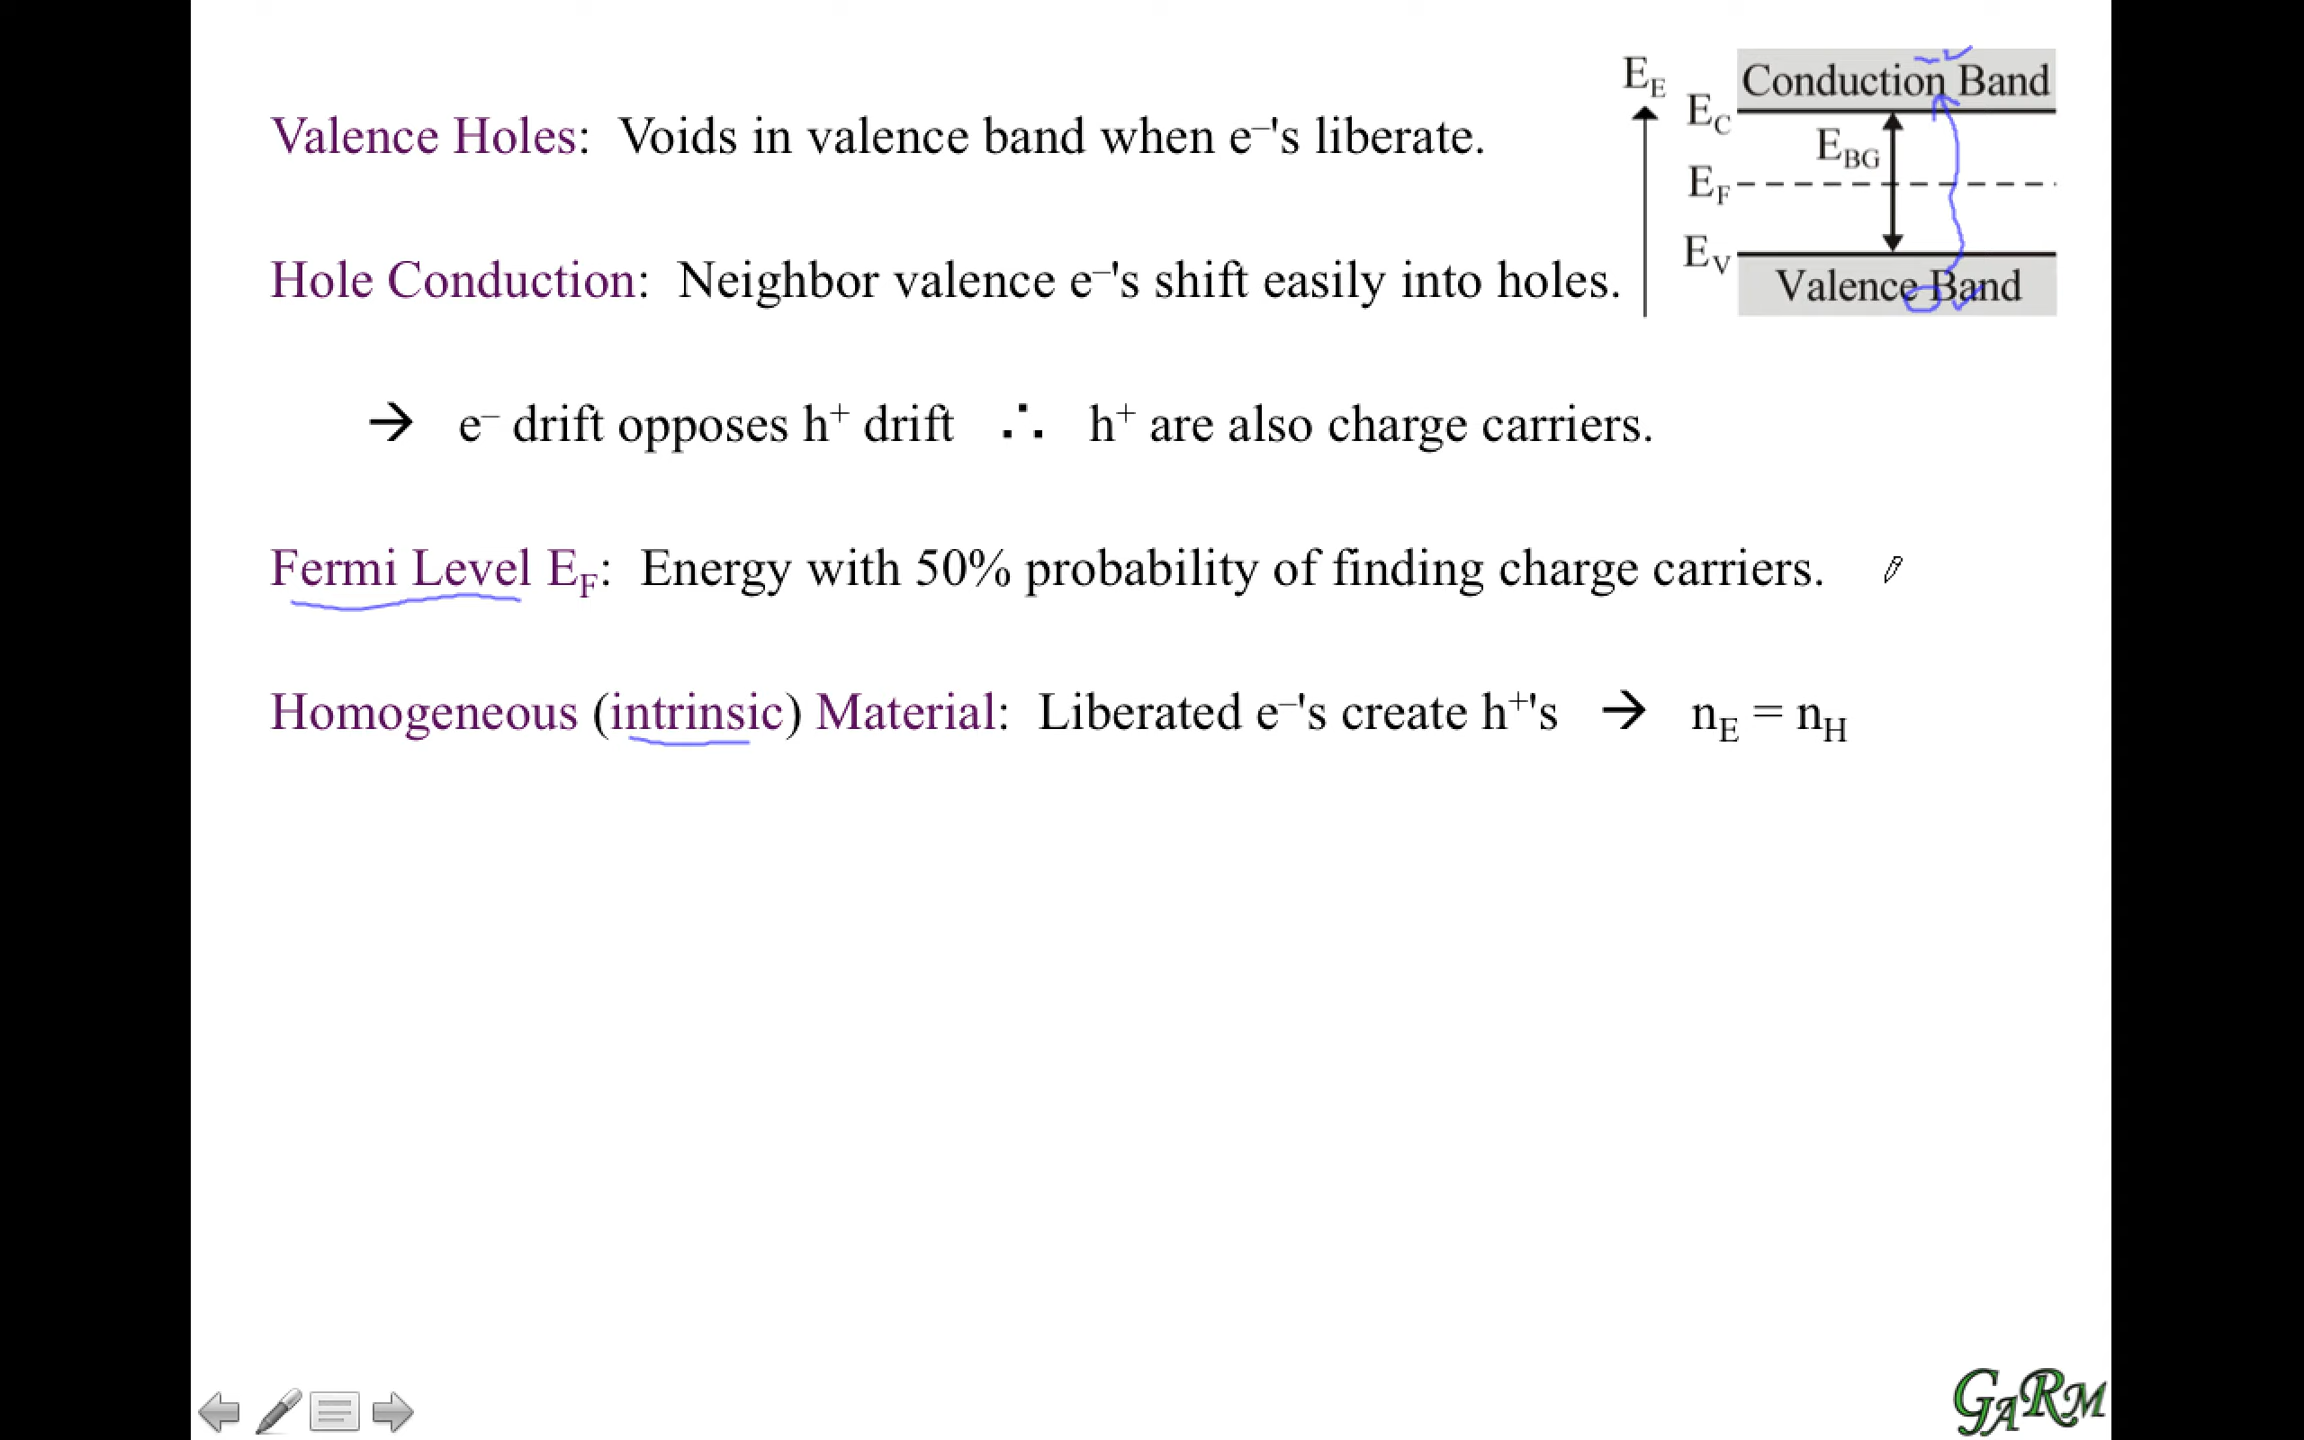 E_E
Conduction Band
E_C
E_BG
E_F
E_V
Valence Band
Valence Holes: Voids in valence band when e⁻'s liberate.
Hole Conduction: Neighbor valence e⁻'s shift easily into holes.
→ e⁻ drift opposes h⁺ drift ∴ h⁺ are also charge carriers.
Fermi Level E_F: Energy with 50% probability of finding charge carriers.
Homogeneous (intrinsic) Material: Liberated e⁻'s create h⁺'s → n_E = n_H
GARM